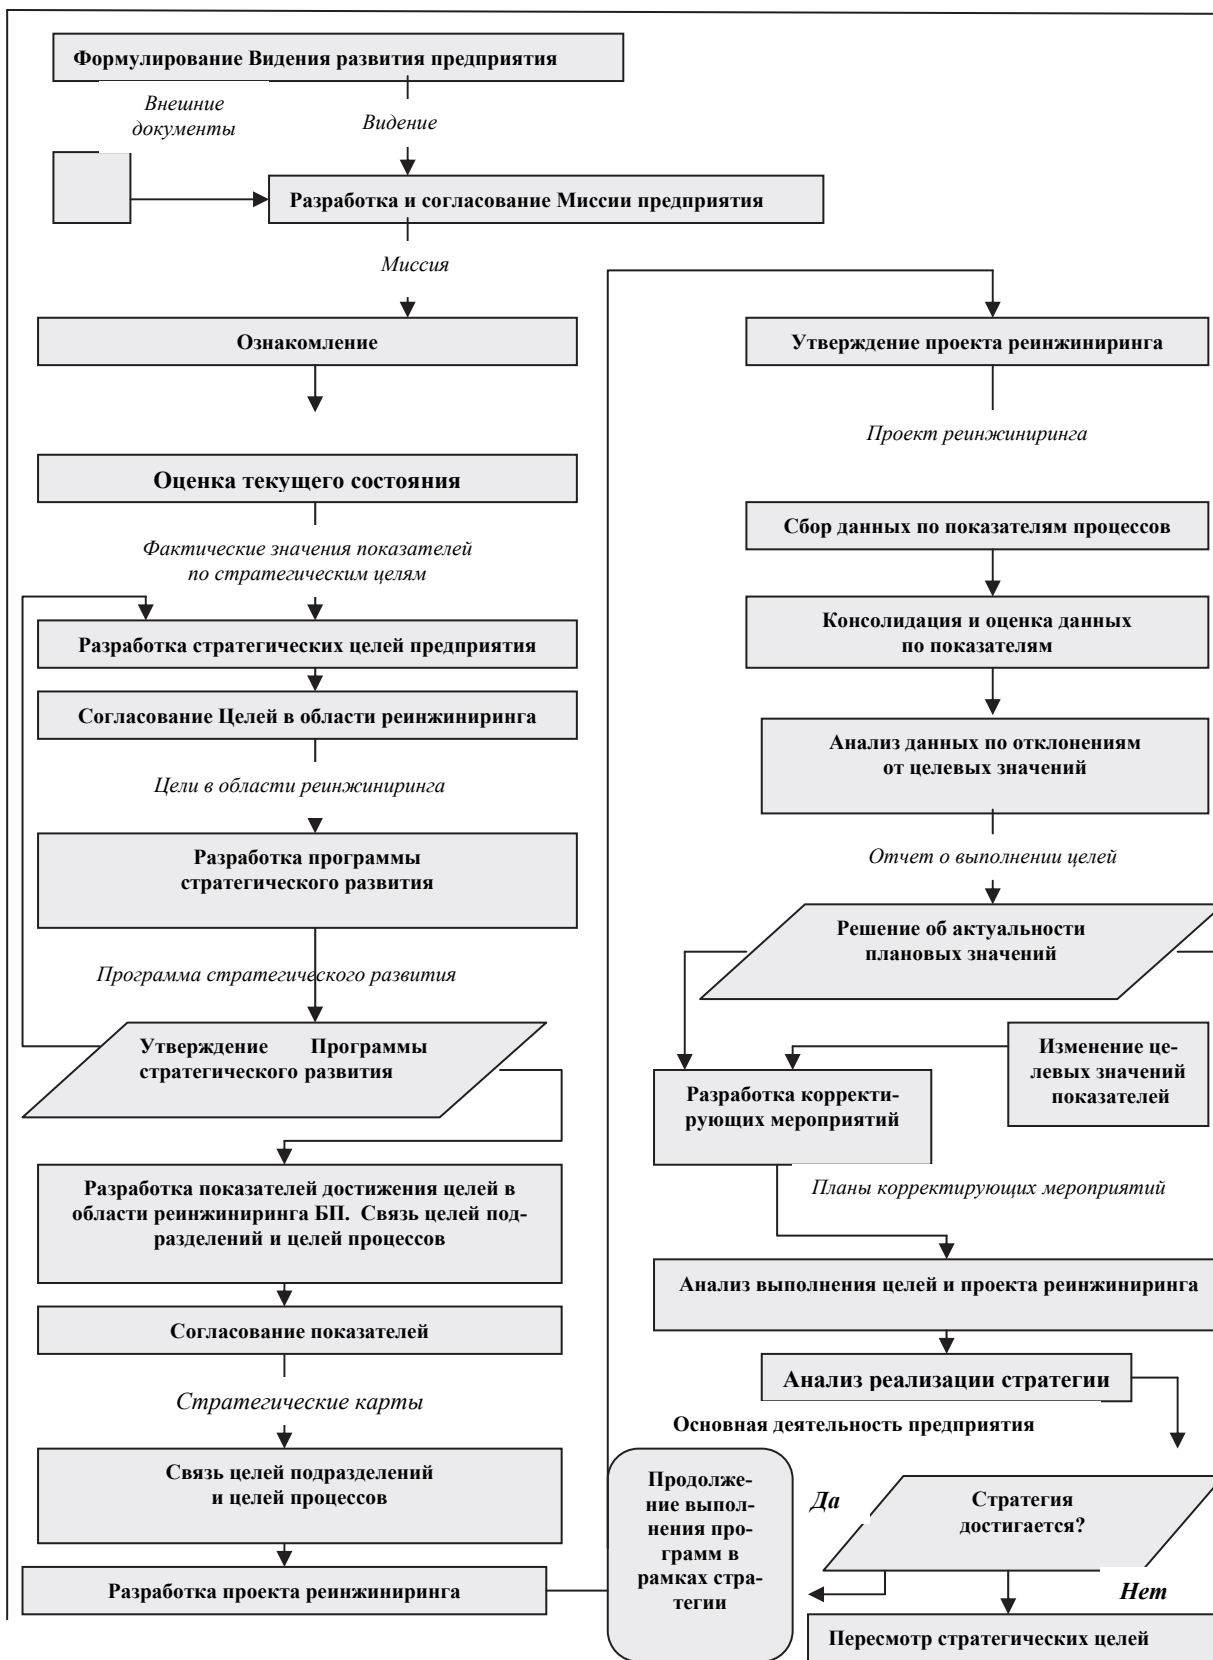 Формулирование Видения развития предприятия
Внешние
документы
Видение
Разработка и согласование Миссии предприятия
Миссия
Ознакомление
Оценка текущего состояния
Фактические значения показателей
по стратегическим целям
Разработка стратегических целей предприятия
Согласование Целей в области реинжиниринга
Цели в области реинжиниринга
Разработка программы
стратегического развития
Программа стратегического развития
Утверждение Программы
стратегического развития
Разработка показателей достижения целей в
области реинжиниринга БП. Связь целей под-
разделений и целей процессов
Согласование показателей
Стратегические карты
Связь целей подразделений
и целей процессов
Разработка проекта реинжиниринга
Утверждение проекта реинжиниринга
Проект реинжиниринга
Сбор данных по показателям процессов
Консолидация и оценка данных
по показателям
Анализ данных по отклонениям
от целевых значений
Отчет о выполнении целей
Решение об актуальности
плановых значений
Изменение це-
левых значений
показателей
Разработка корректи-
рующих мероприятий
Планы корректирующих мероприятий
Анализ выполнения целей и проекта реинжиниринга
Анализ реализации стратегии
Основная деятельность предприятия
Продолже-
ние выпол-
нения про-
грамм в
рамках стра-
тегии
Да
Стратегия
достигается?
Нет
Пересмотр стратегических целей